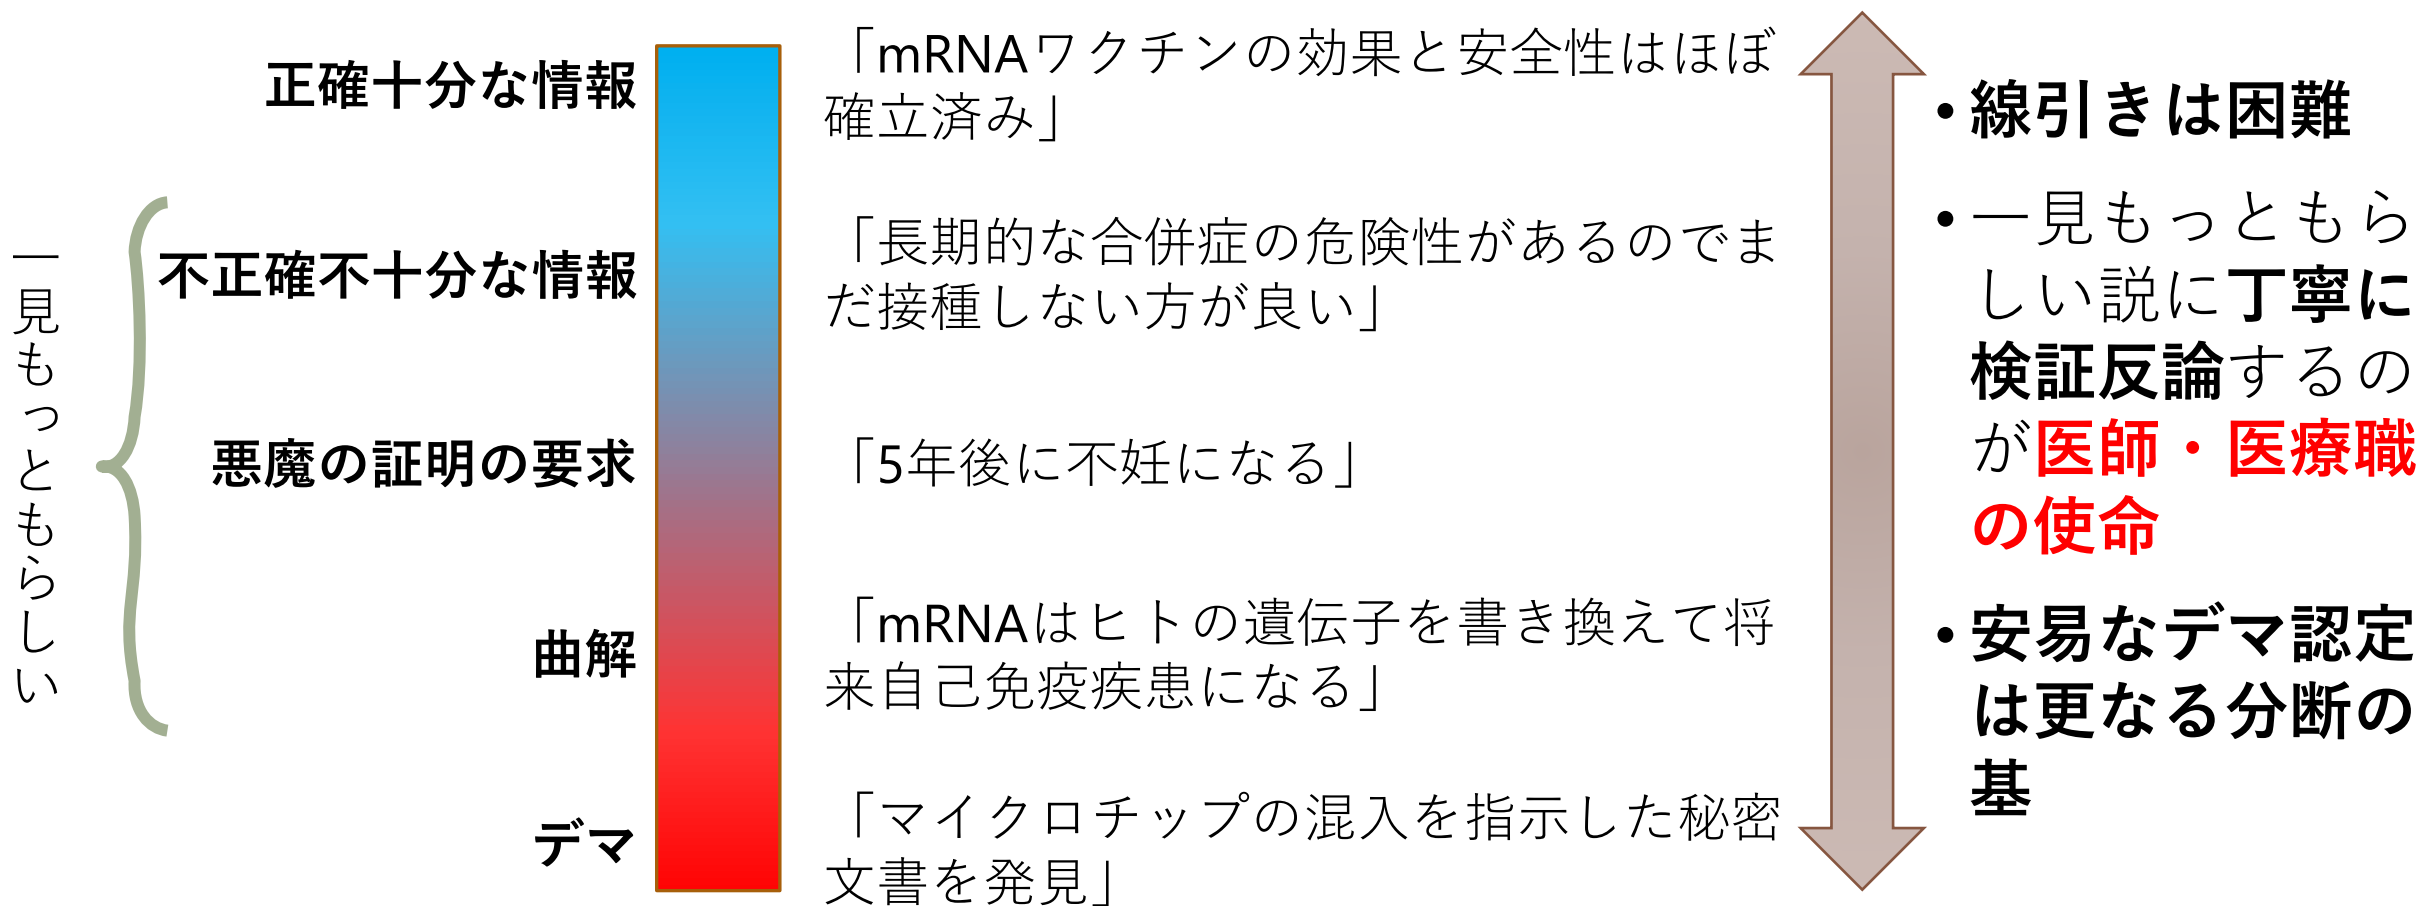 一見もっともらしい
正確十分な情報
「mRNAワクチンの効果と安全性はほぼ
確立済み」
不正確不十分な情報
「長期的な合併症の危険性があるのでま
だ接種しない方が良い」
悪魔の証明の要求
「5年後に不妊になる」
曲解
「mRNAはヒトの遺伝子を書き換えて将
来自己免疫疾患になる」
デマ
「マイクロチップの混入を指示した秘密
文書を発見」
• 線引きは困難
• 一見もっともら
しい説に丁寧に
検証反論するの
が医師・医療職
の使命
• 安易なデマ認定
は更なる分断の
基